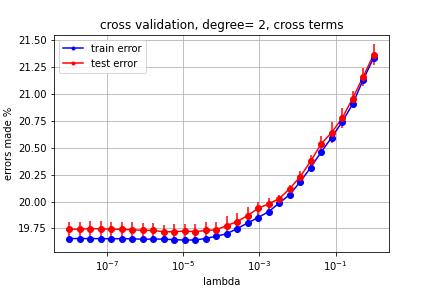 cross validation, degree= 2, cross terms
21.50
21.25
21.00
20.75
20.50
20.25
20.00
19.75
errors made %
train error
test error
10⁻⁷
10⁻⁵
10⁻³
10⁻¹
lambda